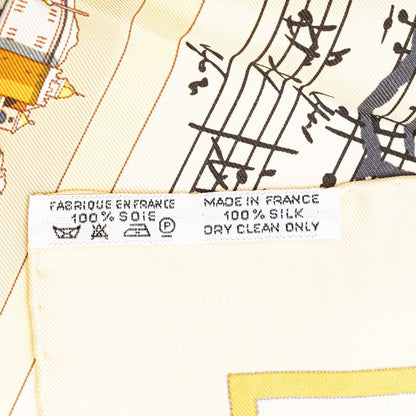 FABRIQUE EN FRANCE
100% SOIE
MADE IN FRANCE
100% SILK
DRY CLEAN ONLY